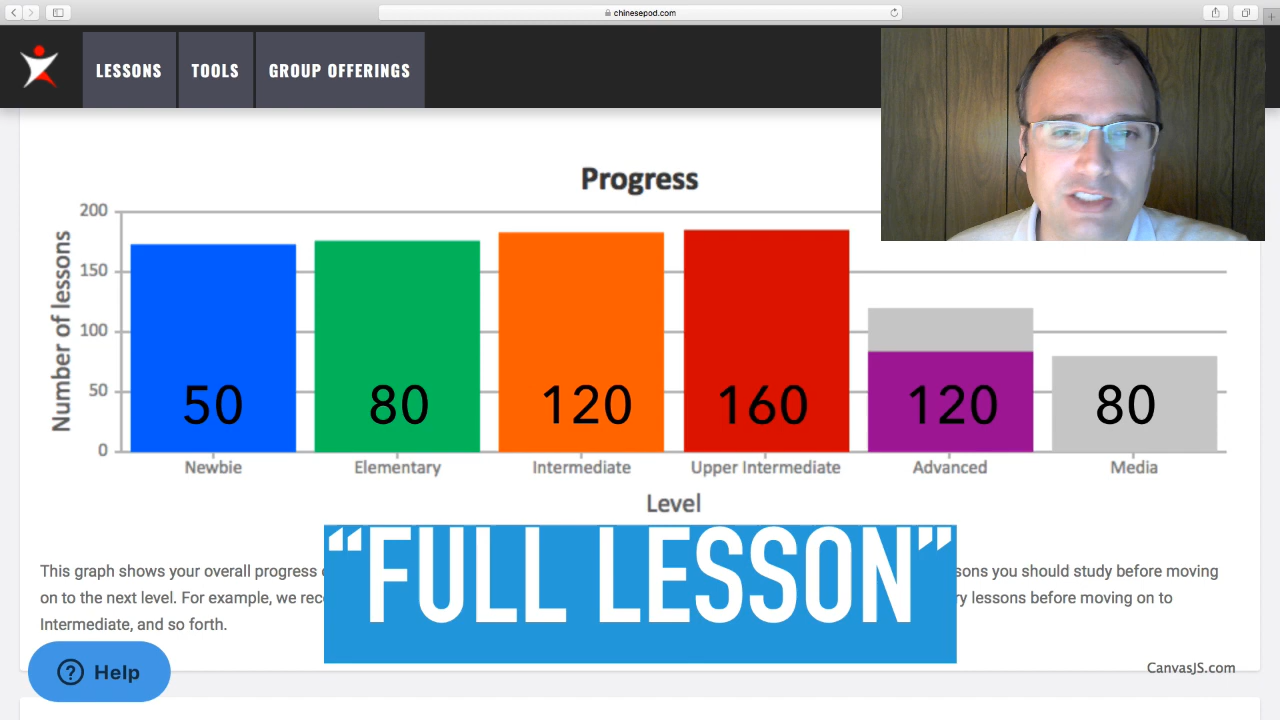 chinesepod.com
LESSONS TOOLS GROUP OFFERINGS
Progress
Number of lessons
200
150
100
50
0
50 80 120 160 120 80
Newbie Elementary Intermediate Upper Intermediate Advanced Media
Level
“FULL LESSON”
This graph shows your overall progress sons you should study before moving
on to the next level. For example, we rec ry lessons before moving on to
Intermediate, and so forth.
? Help
CanvasJS.com